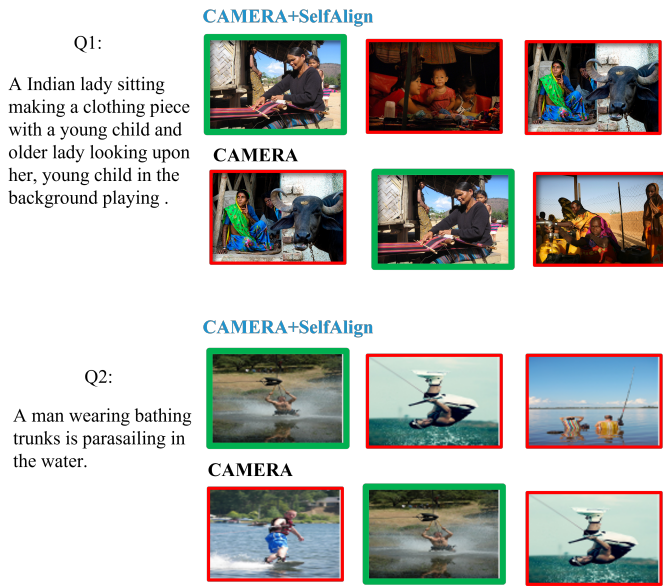 CAMERA+SelfAlign
Q1:
A Indian lady sitting
making a clothing piece
with a young child and
older lady looking upon
her, young child in the
background playing .
CAMERA
CAMERA+SelfAlign
Q2:
A man wearing bathing
trunks is parasailing in
the water.
CAMERA